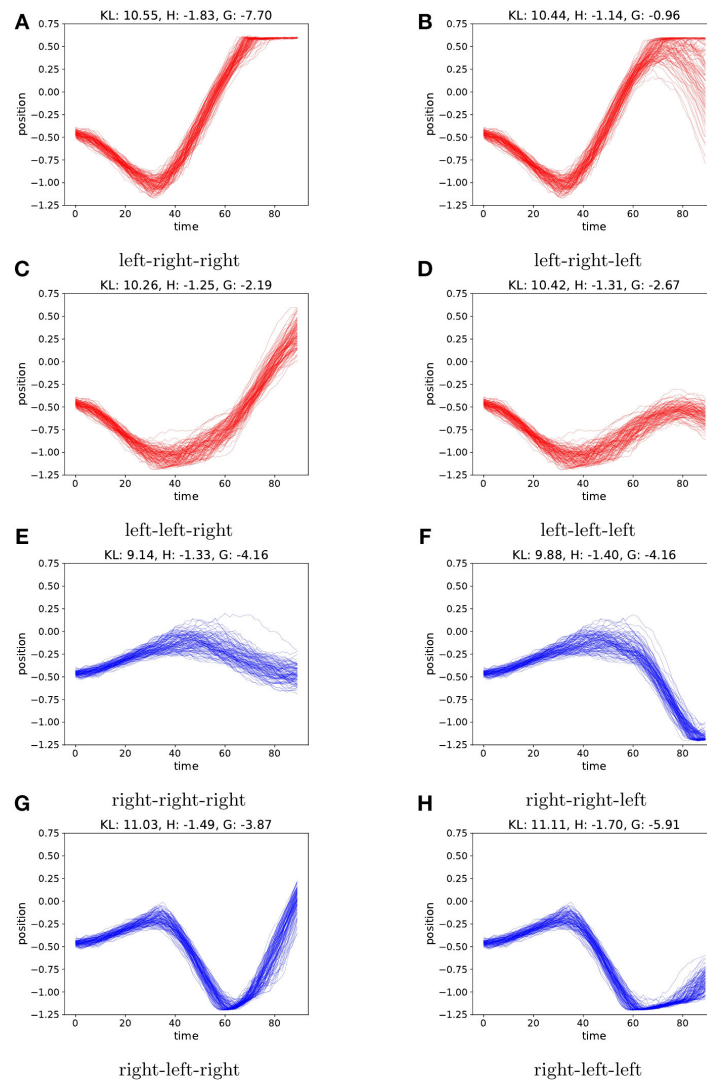 A
B
KL: 10.55, H: -1.83, G: -7.70
KL: 10.44, H: -1.14, G: -0.96
0.75
0.50
0.25
0.00
−0.25
−0.50
−0.75
−1.00
−1.25
position
0 20 40 60 80
time
0.75
0.50
0.25
0.00
−0.25
−0.50
−0.75
−1.00
−1.25
position
0 20 40 60 80
time
left-right-right
left-right-left
C
D
KL: 10.26, H: -1.25, G: -2.19
KL: 10.42, H: -1.31, G: -2.67
0.75
0.50
0.25
0.00
−0.25
−0.50
−0.75
−1.00
−1.25
position
0 20 40 60 80
time
0.75
0.50
0.25
0.00
−0.25
−0.50
−0.75
−1.00
−1.25
position
0 20 40 60 80
time
left-left-right
left-left-left
E
F
KL: 9.14, H: -1.33, G: -4.16
KL: 9.88, H: -1.40, G: -4.16
0.75
0.50
0.25
0.00
−0.25
−0.50
−0.75
−1.00
−1.25
position
0 20 40 60 80
time
0.75
0.50
0.25
0.00
−0.25
−0.50
−0.75
−1.00
−1.25
position
0 20 40 60 80
time
right-right-right
right-right-left
G
H
KL: 11.03, H: -1.49, G: -3.87
KL: 11.11, H: -1.70, G: -5.91
0.75
0.50
0.25
0.00
−0.25
−0.50
−0.75
−1.00
−1.25
position
0 20 40 60 80
time
0.75
0.50
0.25
0.00
−0.25
−0.50
−0.75
−1.00
−1.25
position
0 20 40 60 80
time
right-left-right
right-left-left